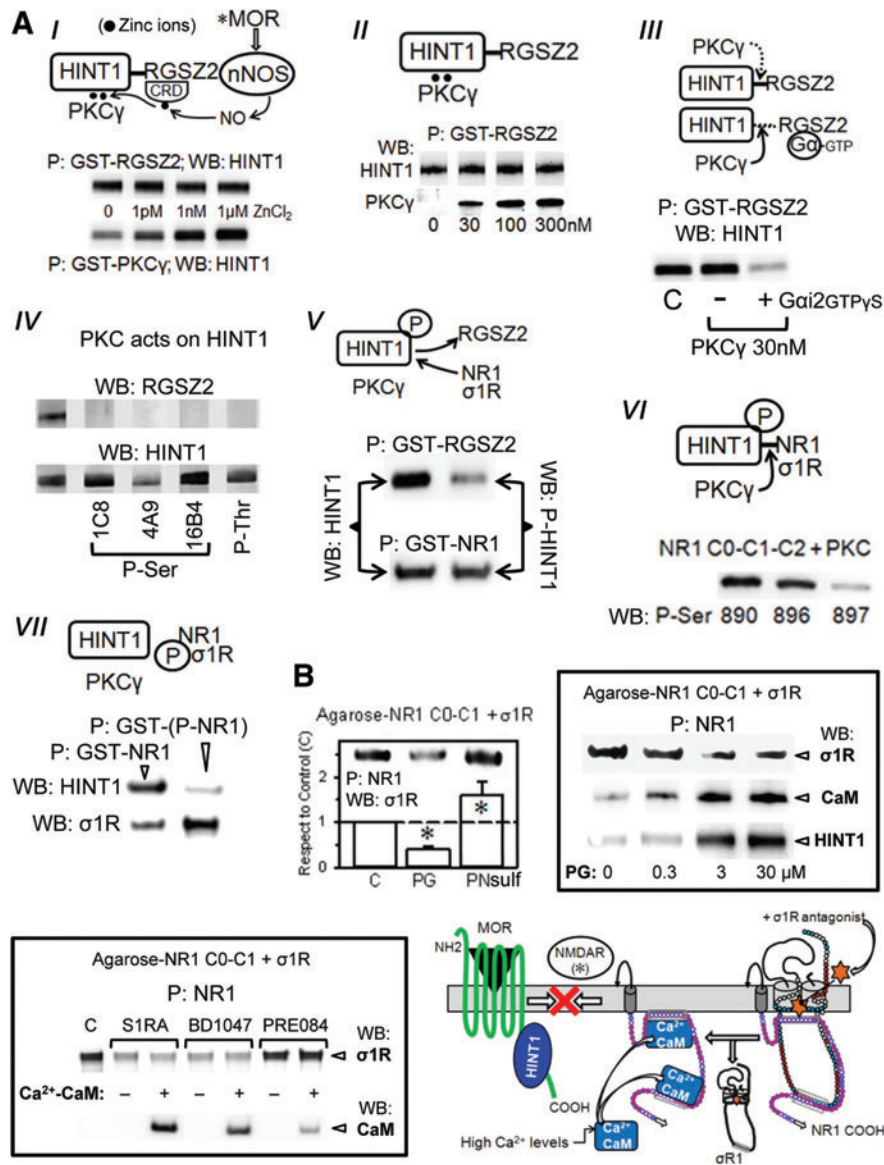 A
I
(● Zinc ions)
*MOR
HINT1
RGSZ2
nNOS
CRD
PKCγ
NO
P: GST-RGSZ2; WB: HINT1
0 1pM 1nM 1μM ZnCl2
P: GST-PKCγ; WB: HINT1
II
HINT1
RGSZ2
PKCγ
P: GST-RGSZ2
WB:
HINT1
PKCγ
0 30 100 300nM
III
PKCγ
HINT1
RGSZ2
HINT1
RGSZ2
Gα-GTP
PKCγ
P: GST-RGSZ2
WB: HINT1
C - + Gαi2GTPγS
PKCγ 30nM
IV
PKC acts on HINT1
WB: RGSZ2
WB: HINT1
1C8
4A9
16B4
P-Thr
P-Ser
V
P
HINT1
RGSZ2
PKCγ
NR1
σ1R
P: GST-RGSZ2
WB: HINT1
WB: P-HINT1
P: GST-NR1
VI
P
HINT1
NR1
σ1R
PKCγ
NR1 C0-C1-C2 + PKC
WB: P-Ser 890 896 897
VII
HINT1
P
NR1
σ1R
PKCγ
P: GST-(P-NR1)
P: GST-NR1
WB: HINT1
WB: σ1R
B
Agarose-NR1 C0-C1 + σ1R
Respect to Control (C)
2
1
0
P: NR1
WB: σ1R
*
*
C PG PNsulf
Agarose-NR1 C0-C1 + σ1R
P: NR1
WB:
σ1R
CaM
HINT1
PG: 0 0.3 3 30 μM
Agarose-NR1 C0-C1 + σ1R
P: NR1
C S1RA BD1047 PRE084
WB:
σ1R
Ca2+-CaM: - + - + - +
WB:
CaM
MOR
NH2
NMDAR
(*)
+ σ1R antagonist
HINT1
COOH
Ca2+
CaM
Ca2+
CaM
High Ca2+ levels
Ca2+
CaM
σR1
NR1 COOH